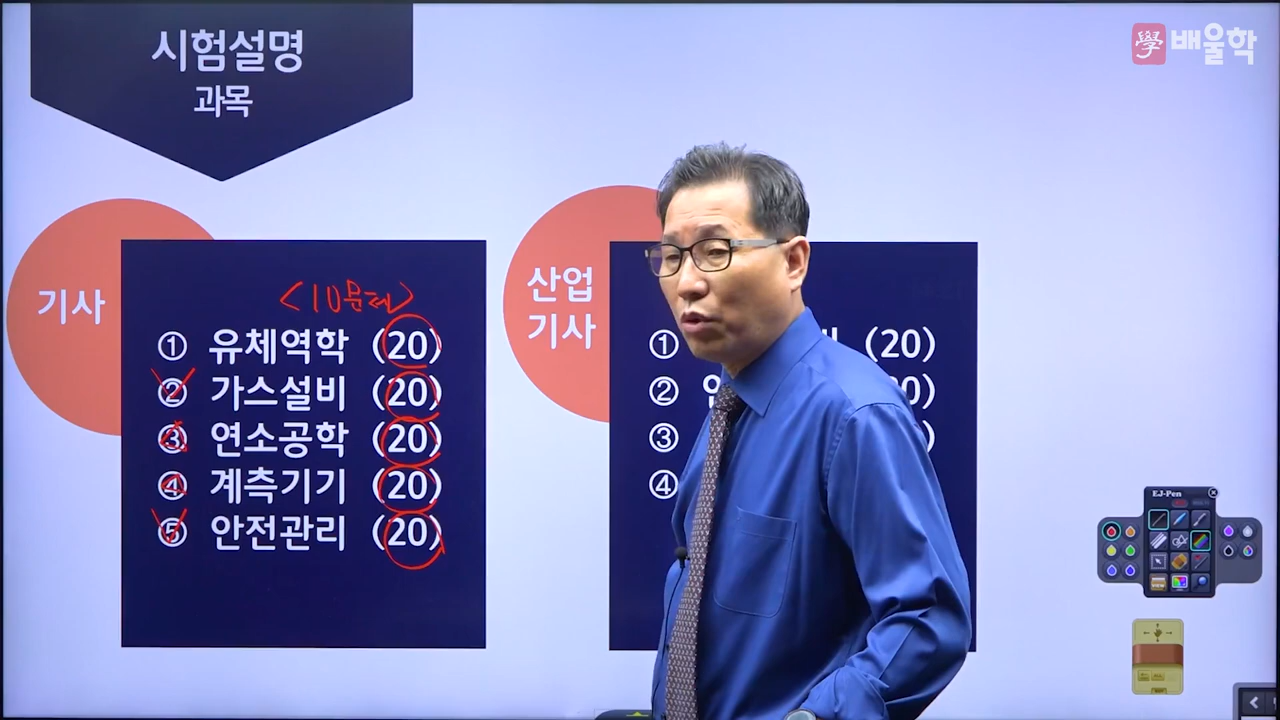 시험설명
과목
學 배울학
기사
<10문제>
① 유체역학 (20)
② 가스설비 (20)
③ 연소공학 (20)
④ 계측기기 (20)
⑤ 안전관리 (20)
산업
기사
① (20)
②
③
④
EJ-Pen